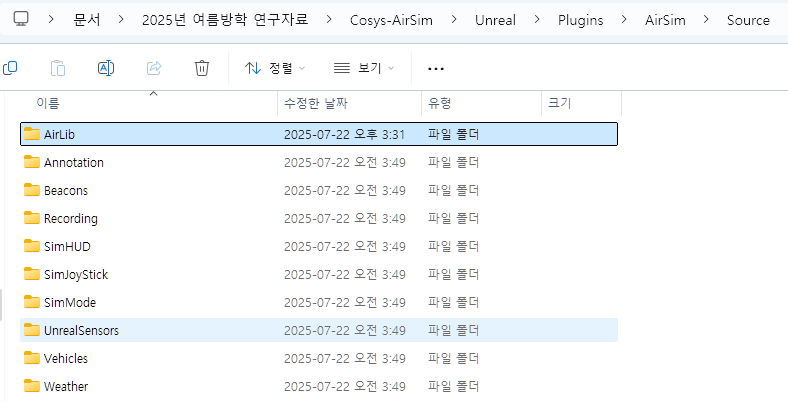 문서 > 2025년 여름방학 연구자료 > Cosys-AirSim > Unreal > Plugins > AirSim > Source
정렬 보기
이름 수정한 날짜 유형 크기
AirLib 2025-07-22 오후 3:31 파일 폴더
Annotation 2025-07-22 오전 3:49 파일 폴더
Beacons 2025-07-22 오전 3:49 파일 폴더
Recording 2025-07-22 오전 3:49 파일 폴더
SimHUD 2025-07-22 오전 3:49 파일 폴더
SimJoyStick 2025-07-22 오전 3:49 파일 폴더
SimMode 2025-07-22 오전 3:49 파일 폴더
UnrealSensors 2025-07-22 오전 3:49 파일 폴더
Vehicles 2025-07-22 오전 3:49 파일 폴더
Weather 2025-07-22 오전 3:49 파일 폴더